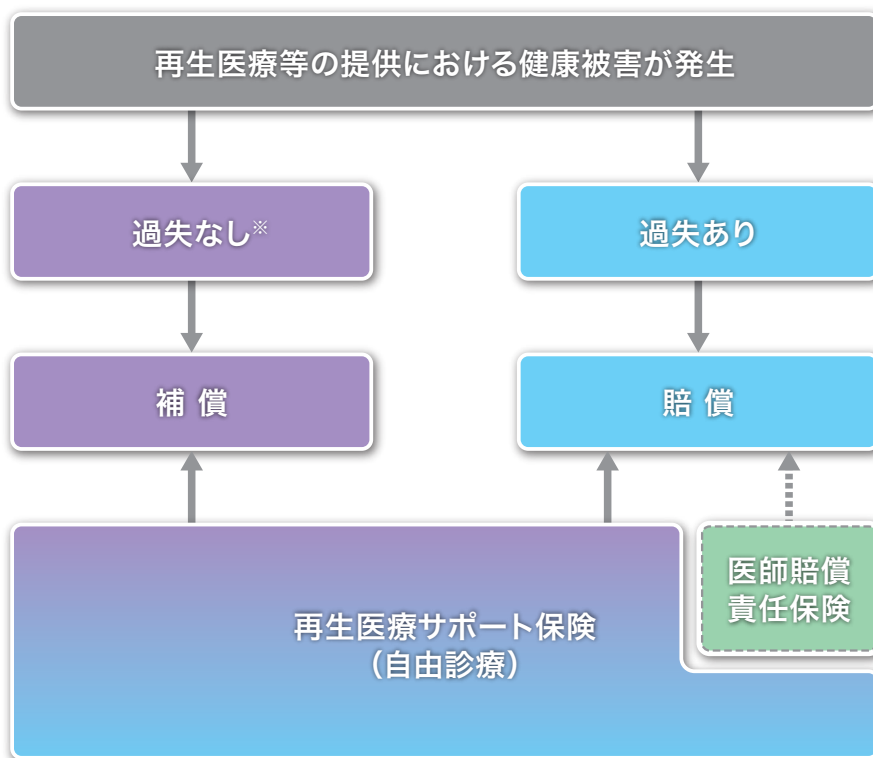 再生医療等の提供における健康被害が発生
過失なし※
過失あり
補 償
賠 償
医師賠償
責任保険
再生医療サポート保険
（自由診療）